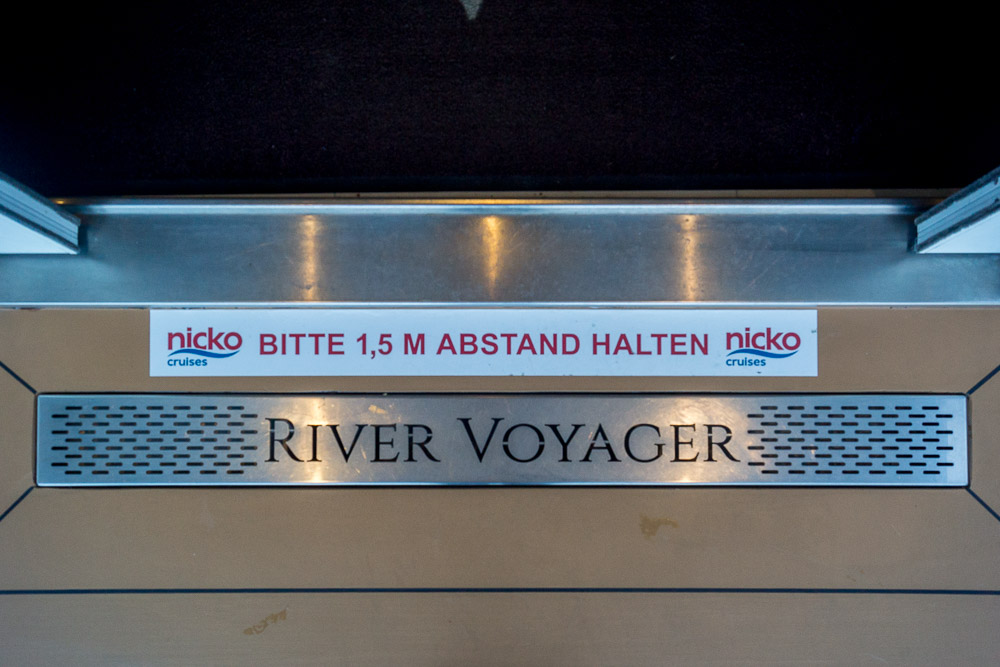 nicko cruises BITTE 1,5 M ABSTAND HALTEN nicko cruises
RIVER VOYAGER